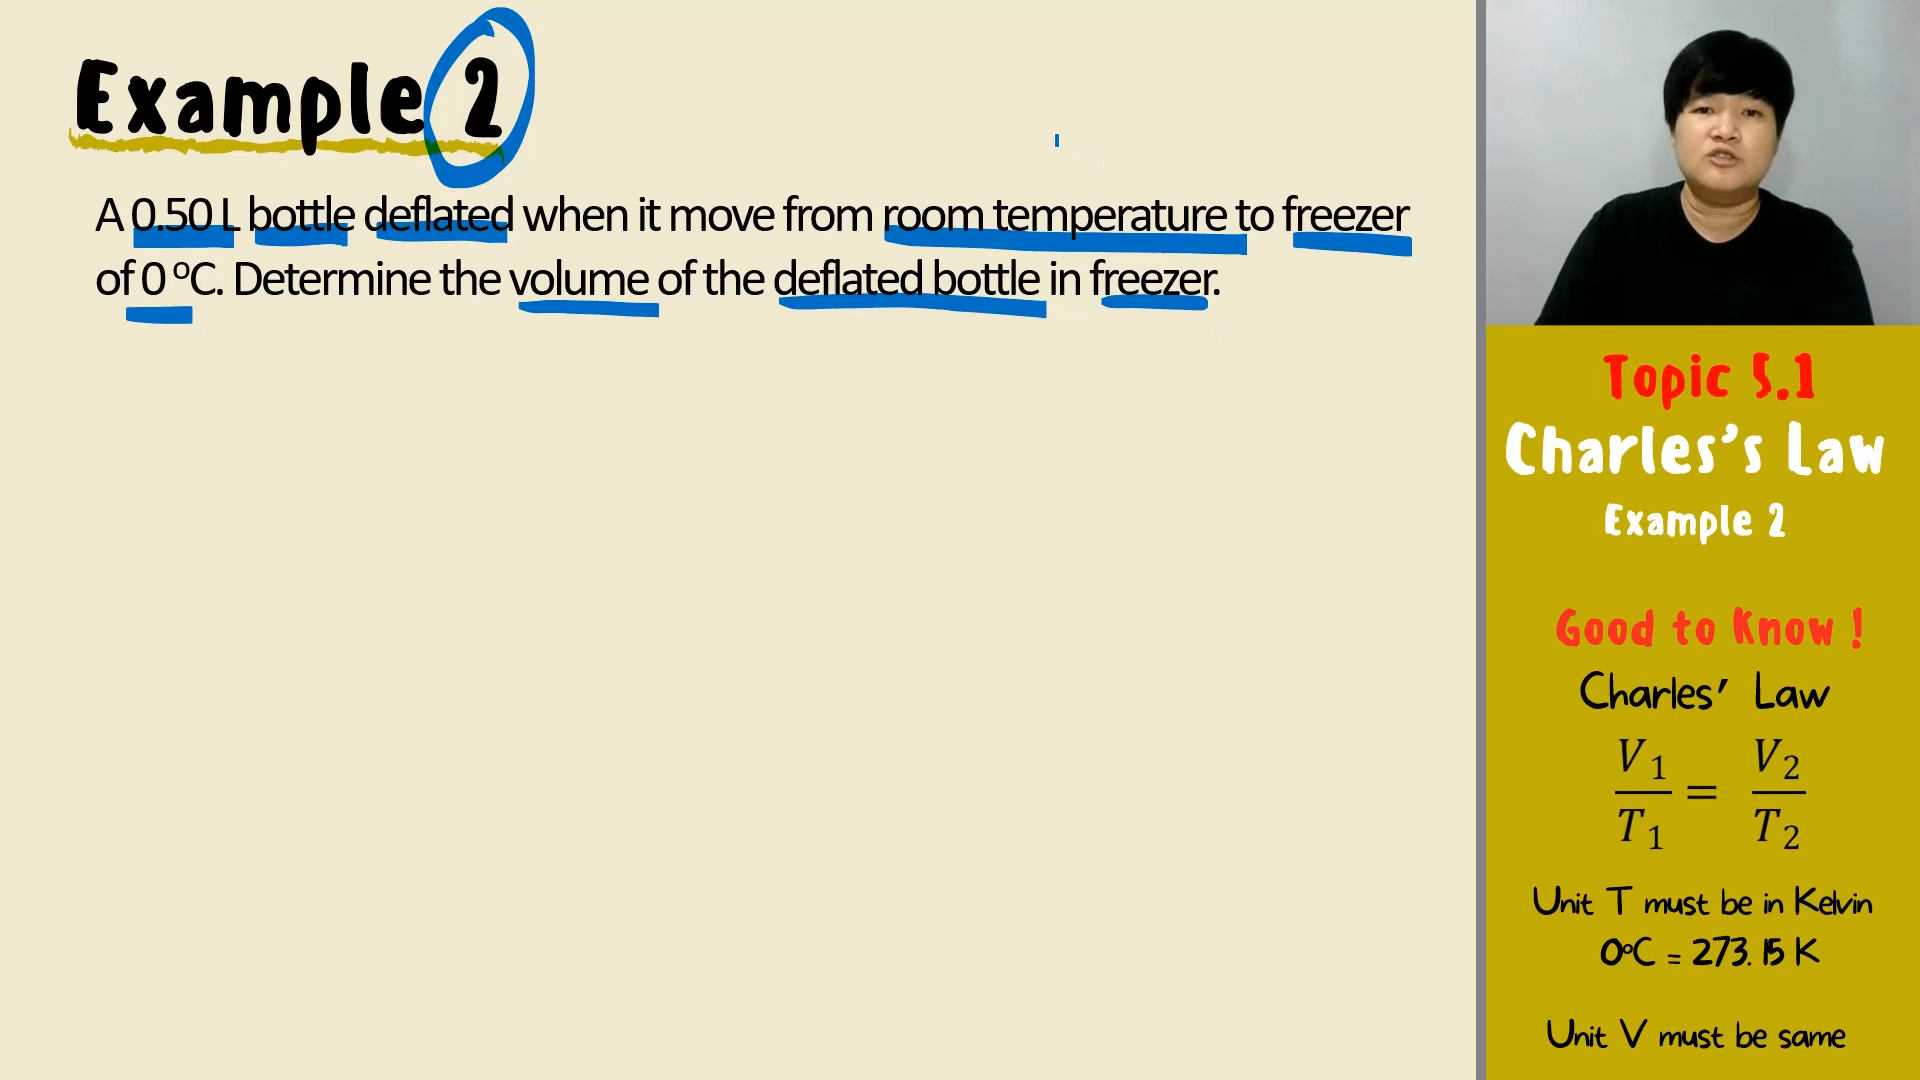 Example 2
A 0.50 L bottle deflated when it move from room temperature to freezer
of 0 °C. Determine the volume of the deflated bottle in freezer.
Topic 5.1
Charles's Law
Example 2
Good to Know !
Charles' Law
V₁/T₁ = V₂/T₂
Unit T must be in Kelvin
0°C = 273.15 K
Unit V must be same